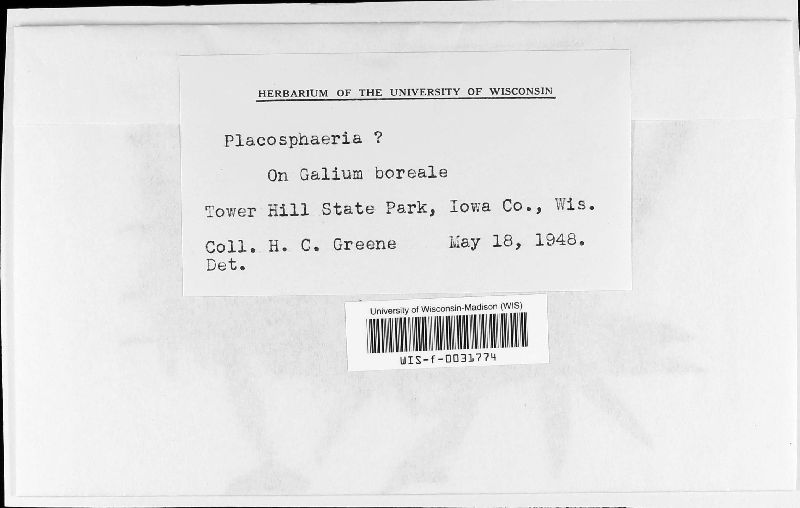 HERBARIUM OF THE UNIVERSITY OF WISCONSIN
Placosphaeria ?
On Galium boreale
Tower Hill State Park, Iowa Co., Wis.
Coll. H. C. Greene May 18, 1948.
Det.
University of Wisconsin-Madison (WIS)
WIS-f-0031774